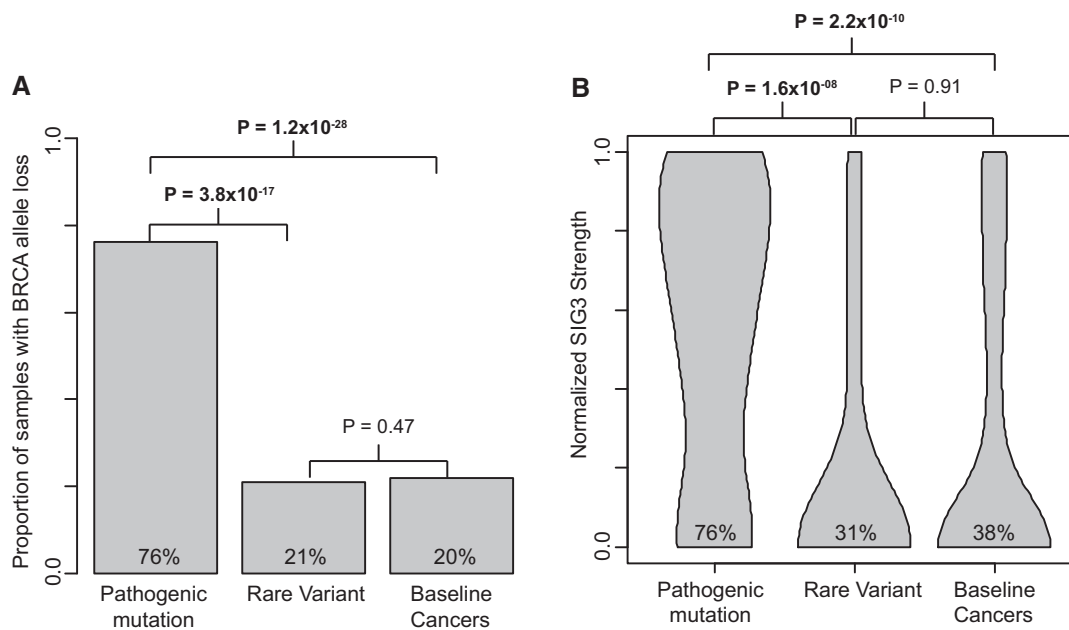 A
P = 1.2x10-28
P = 3.8x10-17
P = 0.47
Proportion of samples with BRCA allele loss
1.0
0.0
76%
21%
20%
Pathogenic
mutation
Rare Variant
Baseline
Cancers
B
P = 2.2x10-10
P = 1.6x10-08
P = 0.91
Normalized SIG3 Strength
1.0
0.0
76%
31%
38%
Pathogenic
mutation
Rare Variant
Baseline
Cancers